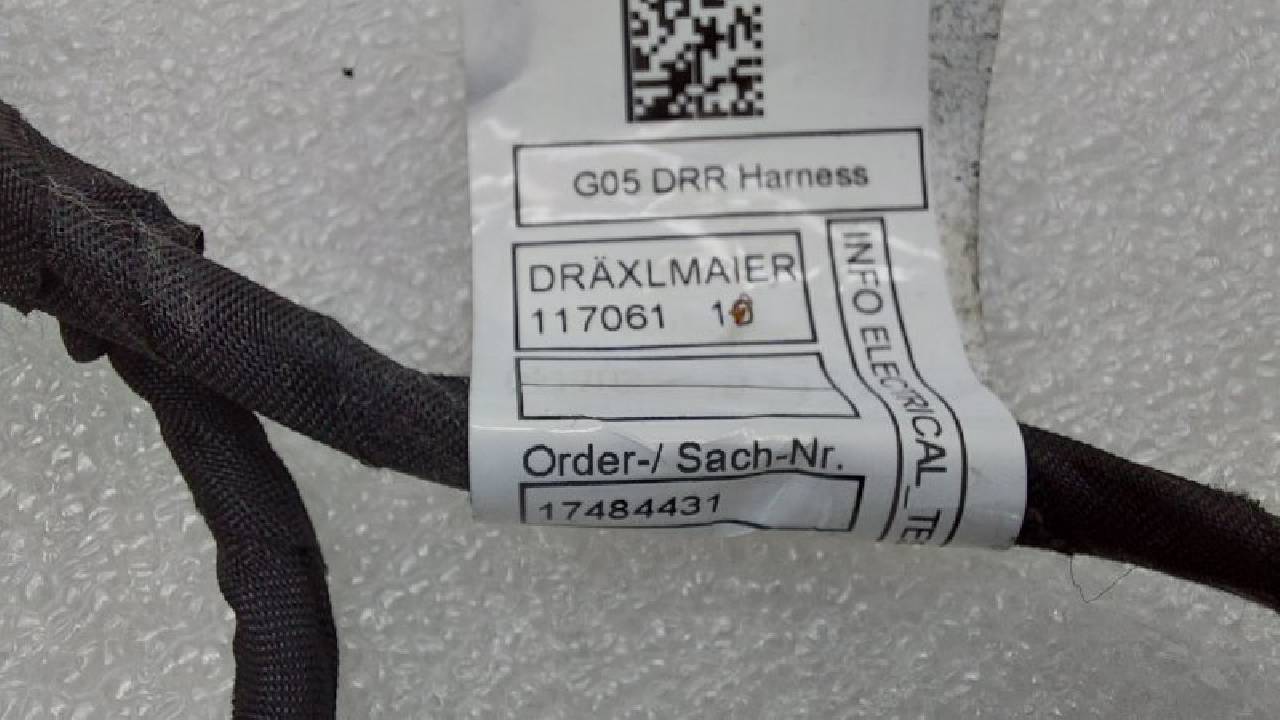 G05 DRR Harness
DRÄXLMAIER
117061
INFO ELECTRICAL_TE
Order-/ Sach-Nr.
17484431